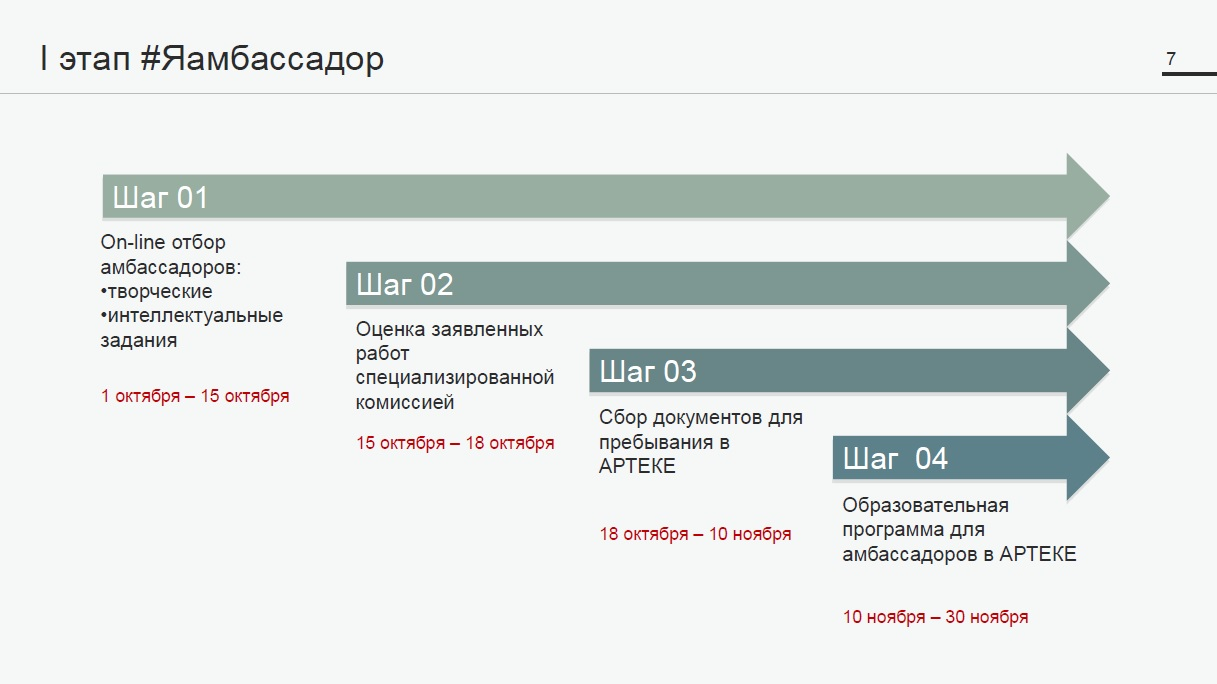 I этап #Яамбассадор
7
Шаг 01
On-line отбор
амбассадоров:
•творческие
•интеллектуальные
задания
1 октября – 15 октября
Шаг 02
Оценка заявленных
работ
специализированной
комиссией
15 октября – 18 октября
Шаг 03
Сбор документов для
пребывания в
АРТЕКЕ
18 октября – 10 ноября
Шаг  04
Образовательная
программа для
амбассадоров в АРТЕКЕ
10 ноября – 30 ноября